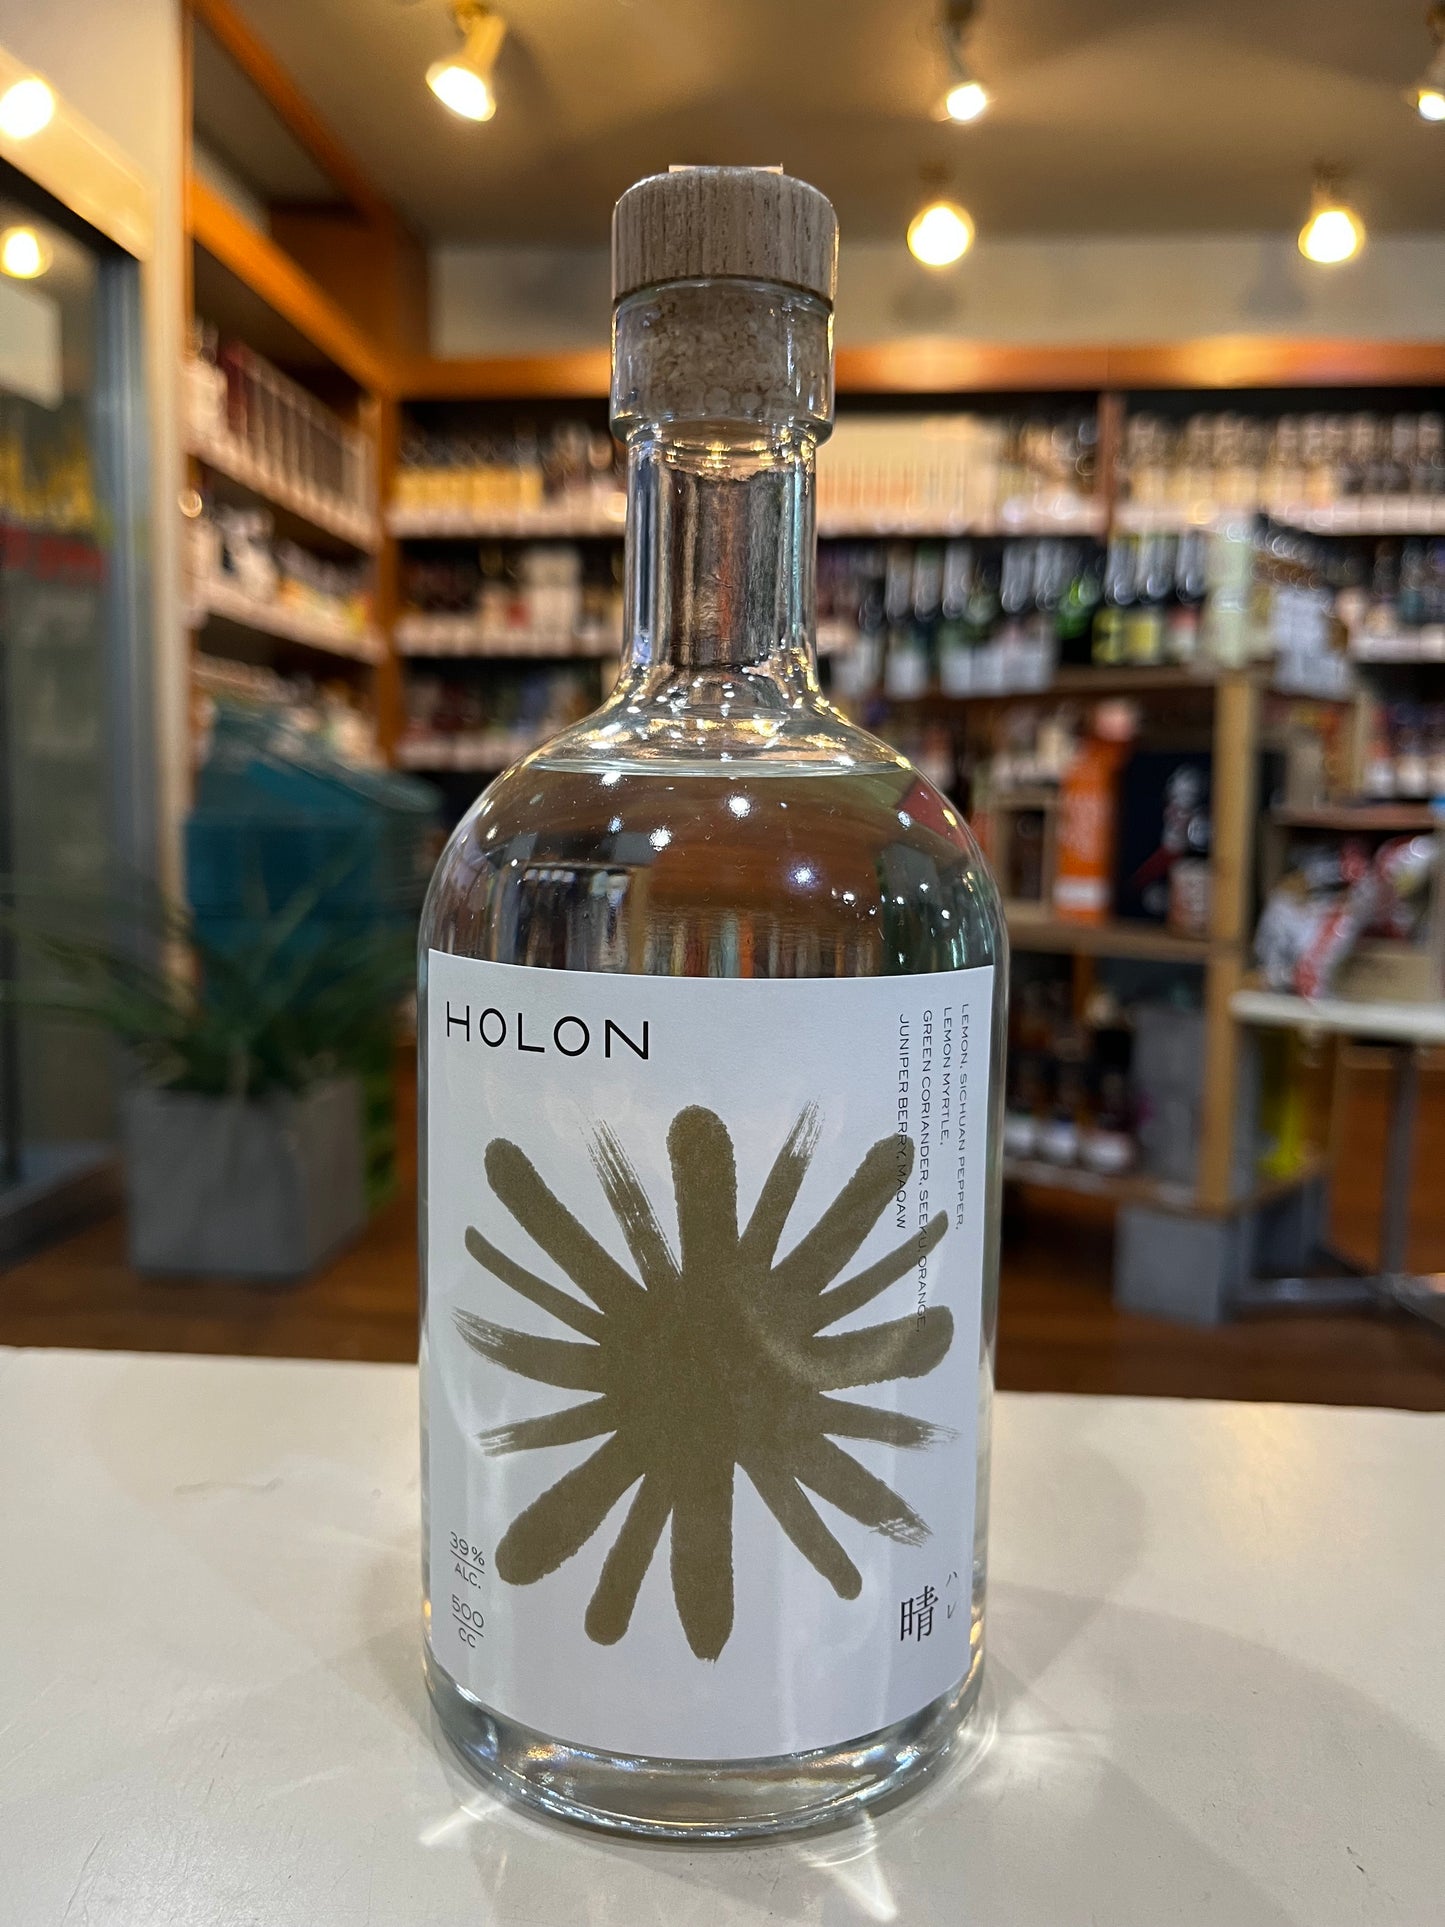 HOLON
LEMON, SICHUAN PEPPER,
LEMON MYRTLE,
GREEN CORIANDER, SEEKU, ORANGE,
JUNIPER BERRY, MAQAW
39%
ALC.
500
CC
晴
ハレ